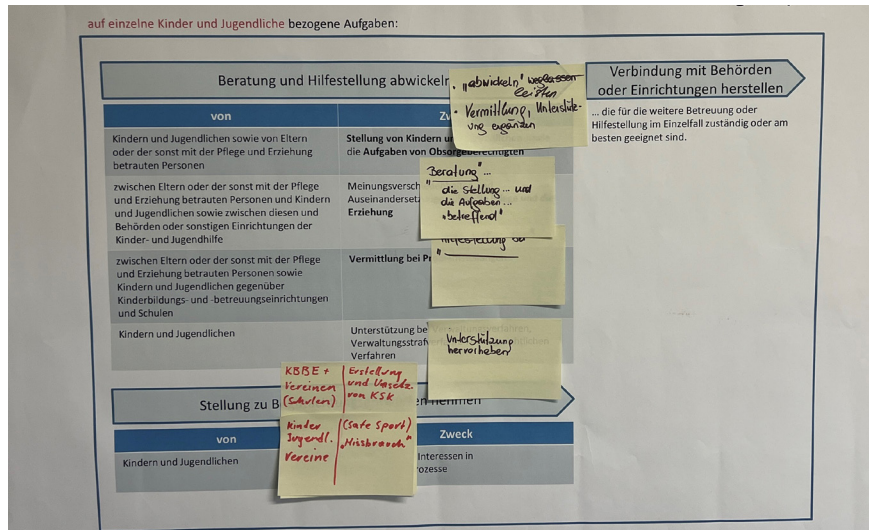 auf einzelne Kinder und Jugendliche bezogene Aufgaben:
Beratung und Hilfestellung abwickeln
von
Zw
Kindern und Jugendlichen sowie von Eltern
oder der sonst mit der Pflege und Erziehung
betrauten Personen
Stellung von Kindern un
die Aufgaben von Obsorgeberechtigten
zwischen Eltern oder der sonst mit der Pflege
und Erziehung betrauten Personen und Kindern
und Jugendlichen sowie zwischen diesen und
Behörden oder sonstigen Einrichtungen der
Kinder- und Jugendhilfe
Meinungsversch
Auseinanderset
Erziehung
zwischen Eltern oder der sonst mit der Pflege
und Erziehung betrauten Personen sowie
Kindern und Jugendlichen gegenüber
Kinderbildungs- und -betreuungseinrichtungen
und Schulen
Vermittlung bei Pr
Kindern und Jugendlichen
Unterstützung be
Verwaltungsstraf
Verfahren
• "abwickeln" weglassen
leisten
• Vermittlung, Unterstütz-
ung ergänzen
"Beratung" ...
die Stellung ... und
die Aufgaben ...
"betreffend"
Hilfestellung bei
"
Unterstützung
hervorheben
Verbindung mit Behörden
oder Einrichtungen herstellen
... die für die weitere Betreuung oder
Hilfestellung im Einzelfall zuständig oder am
besten geeignet sind.
Stellung zu B
en nehmen
KBBE +
Vereinen
(Schulen)
Erstellung
und Umsetz.
von KSK
Kinder
Jugendl.
Vereine
(Safe Sport)
"Missbrauch"
von
Zweck
Kindern und Jugendlichen
Interessen in
ozesse